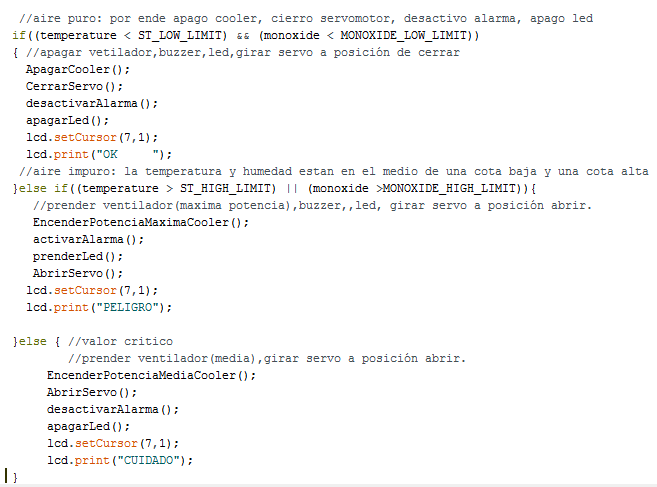 //aire puro: por ende apago cooler, cierro servomotor, desactivo alarma, apago led
if((temperature < ST_LOW_LIMIT) && (monoxide < MONOXIDE_LOW_LIMIT))
{ //apagar vetilador,buzzer,led,girar servo a posición de cerrar
ApagarCooler();
CerrarServo();
desactivarAlarma();
apagarLed();
lcd.setCursor(7,1);
lcd.print("OK     ");
//aire impuro: la temperatura y humedad estan en el medio de una cota baja y una cota alta
}else if((temperature > ST_HIGH_LIMIT) || (monoxide >MONOXIDE_HIGH_LIMIT)){
//prender ventilador(maxima potencia),buzzer,,led, girar servo a posición abrir.
EncenderPotenciaMaximaCooler();
activarAlarma();
prenderLed();
AbrirServo();
lcd.setCursor(7,1);
lcd.print("PELIGRO");
}else { //valor critico
//prender ventilador(media),girar servo a posición abrir.
EncenderPotenciaMediaCooler();
AbrirServo();
desactivarAlarma();
apagarLed();
lcd.setCursor(7,1);
lcd.print("CUIDADO");
}